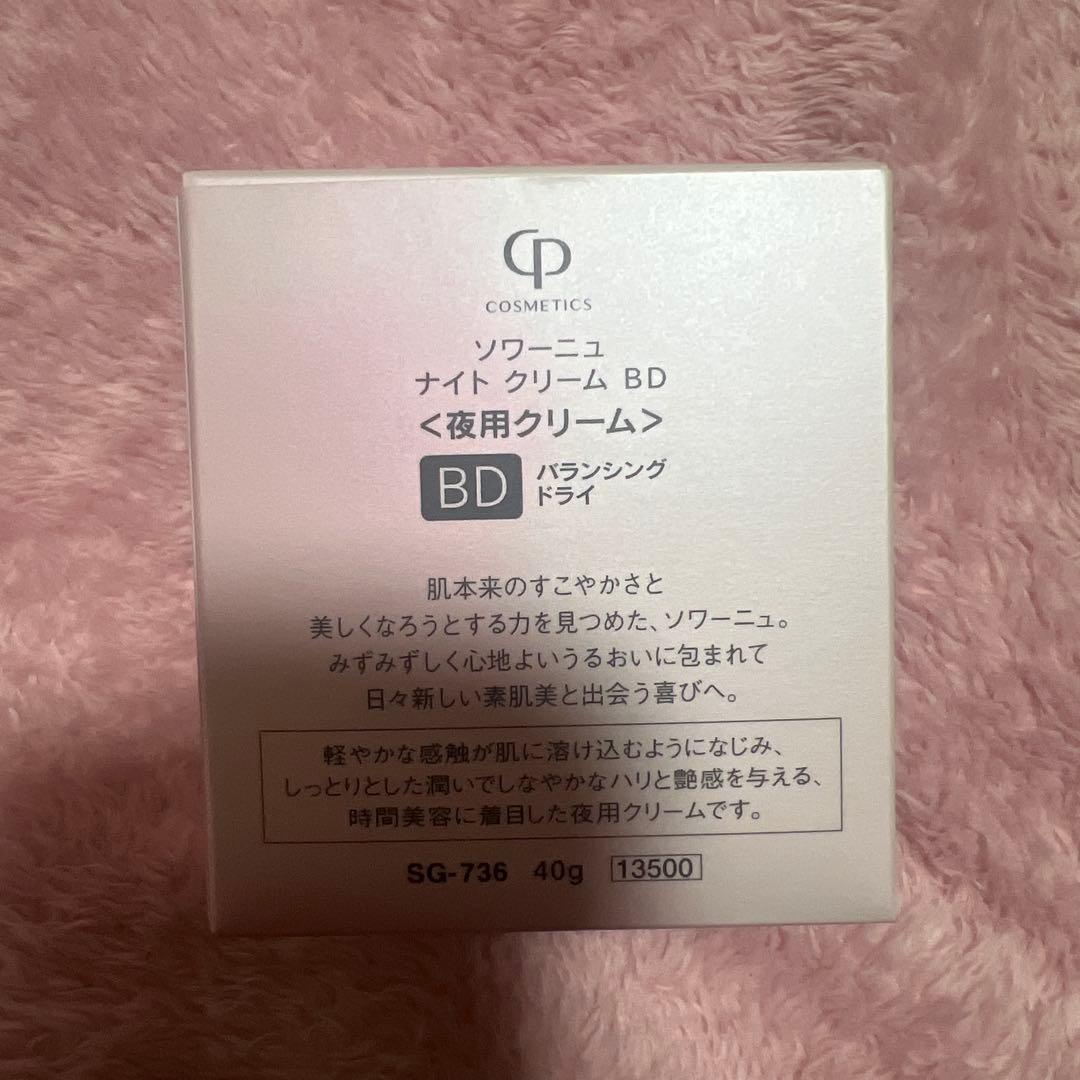 CP
COSMETICS
ソワーニュ
ナイト クリーム BD
<夜用クリーム>
BD バランシング
ドライ
肌本来のすこやかさと
美しくなろうとする力を見つめた、ソワーニュ。
みずみずしく心地よいうるおいに包まれて
日々新しい素肌美と出会う喜びへ。
軽やかな感触が肌に溶け込むようになじみ、
しっとりとした潤いでしなやかなハリと艶感を与える、
時間美容に着目した夜用クリームです。
SG-736 40g 13500